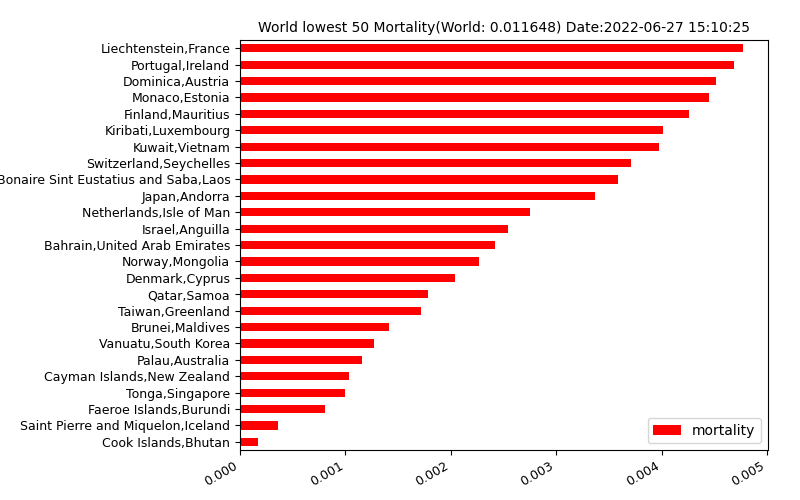 World lowest 50 Mortality(World: 0.011648) Date:2022-06-27 15:10:25
Liechtenstein,France
Portugal,Ireland
Dominica,Austria
Monaco,Estonia
Finland,Mauritius
Kiribati,Luxembourg
Kuwait,Vietnam
Switzerland,Seychelles
Bonaire Sint Eustatius and Saba,Laos
Japan,Andorra
Netherlands,Isle of Man
Israel,Anguilla
Bahrain,United Arab Emirates
Norway,Mongolia
Denmark,Cyprus
Qatar,Samoa
Taiwan,Greenland
Brunei,Maldives
Vanuatu,South Korea
Palau,Australia
Cayman Islands,New Zealand
Tonga,Singapore
Faeroe Islands,Burundi
Saint Pierre and Miquelon,Iceland
Cook Islands,Bhutan
mortality
0.000 0.001 0.002 0.003 0.004 0.005